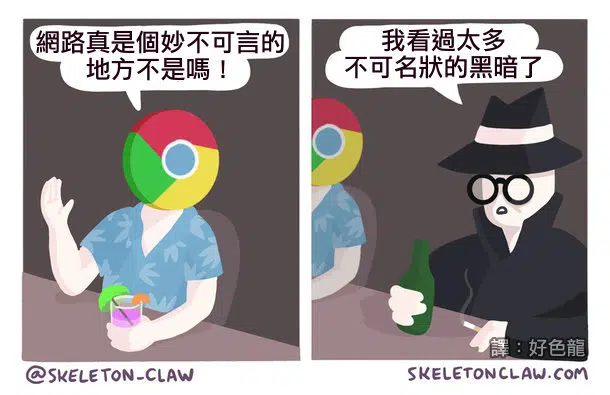 網路真是個妙不可言的
地方不是嗎！
我看過太多
不可名狀的黑暗了
譯：好色龍
@SKELETON_CLAW
SKELETONCLAW.COM